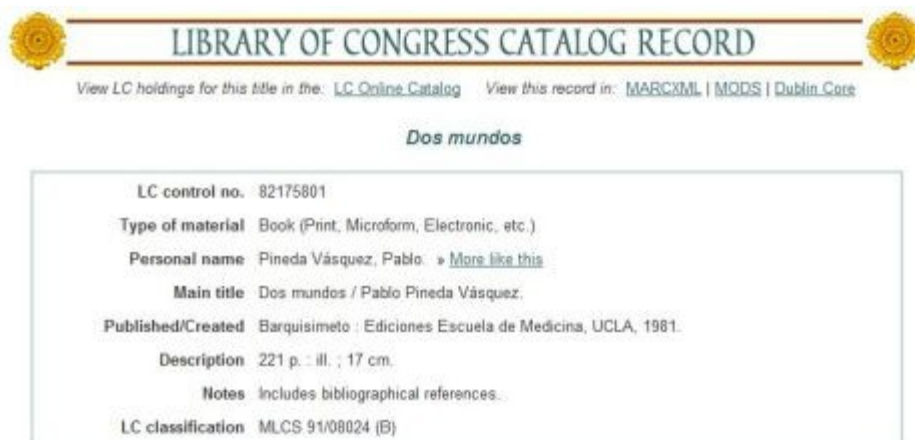 LIBRARY OF CONGRESS CATALOG RECORD
View LC holdings for this title in the: LC Online Catalog View this record in: MARCXML | MODS | Dublin Core
Dos mundos
LC control no. 82175801
Type of material Book (Print, Microform, Electronic, etc.)
Personal name Pineda Vásquez, Pablo. » More like this
Main title Dos mundos / Pablo Pineda Vásquez.
Published/Created Barquisimeto : Ediciones Escuela de Medicina, UCLA, 1981.
Description 221 p. : ill. ; 17 cm.
Notes Includes bibliographical references.
LC classification MLCS 91/08024 (B)